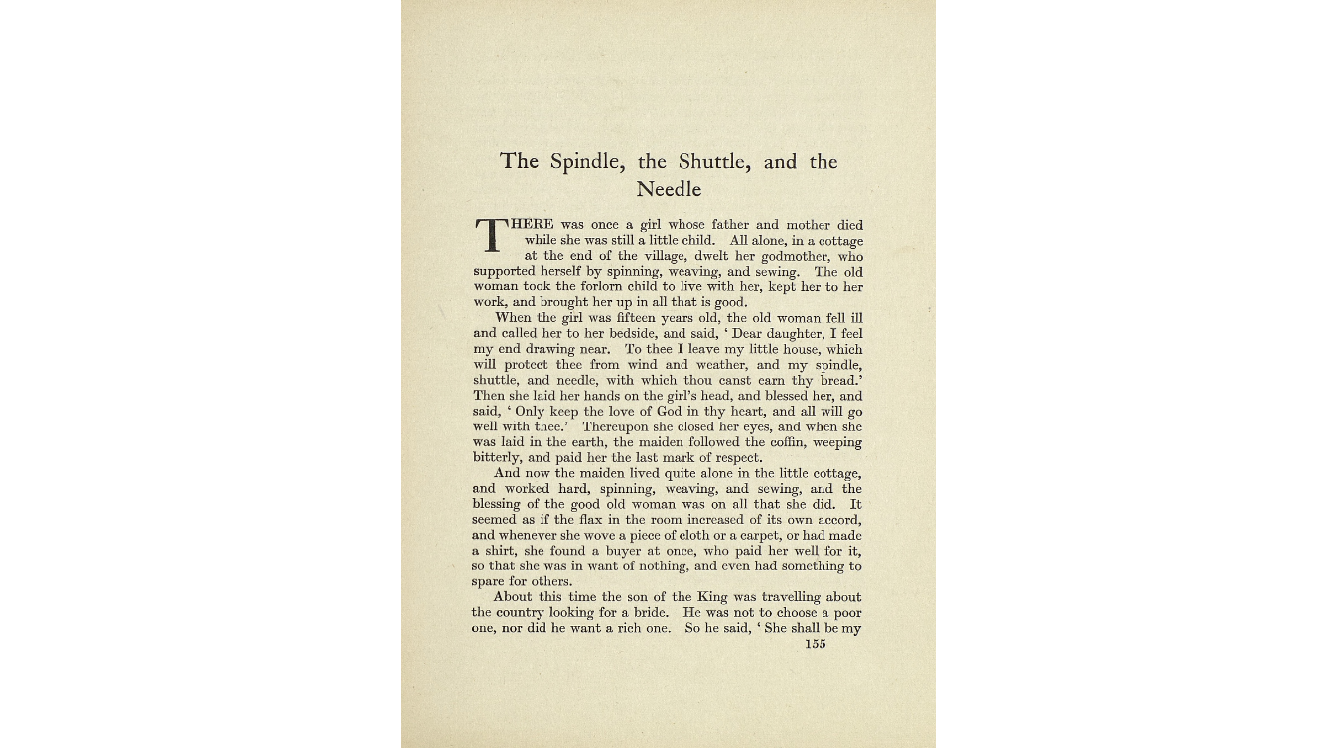 The Spindle, the Shuttle, and the
Needle
THERE was once a girl whose father and mother died
while she was still a little child. All alone, in a cottage
at the end of the village, dwelt her godmother, who
supported herself by spinning, weaving, and sewing. The old
woman took the forlorn child to live with her, kept her to her
work, and brought her up in all that is good.
When the girl was fifteen years old, the old woman fell ill
and called her to her bedside, and said, ‘ Dear daughter, I feel
my end drawing near. To thee I leave my little house, which
will protect thee from wind and weather, and my spindle,
shuttle, and needle, with which thou canst earn thy bread.’
Then she laid her hands on the girl’s head, and blessed her, and
said, ‘ Only keep the love of God in thy heart, and all will go
well with thee.’ Thereupon she closed her eyes, and when she
was laid in the earth, the maiden followed the coffin, weeping
bitterly, and paid her the last mark of respect.
And now the maiden lived quite alone in the little cottage,
and worked hard, spinning, weaving, and sewing, and the
blessing of the good old woman was on all that she did. It
seemed as if the flax in the room increased of its own accord,
and whenever she wove a piece of cloth or a carpet, or had made
a shirt, she found a buyer at once, who paid her well for it,
so that she was in want of nothing, and even had something to
spare for others.
About this time the son of the King was travelling about
the country looking for a bride. He was not to choose a poor
one, nor did he want a rich one. So he said, ‘ She shall be my
155